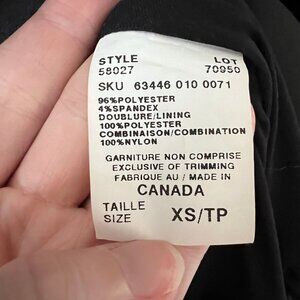 STYLE LOT
58027 70950
SKU 63446 010 0071
96%POLYESTER
4%SPANDEX
DOUBLURE/LINING
100%POLYESTER
COMBINAISON/COMBINATION
100%NYLON
GARNITURE NON COMPRISE
EXCLUSIVE OF TRIMMING
FABRIQUE AU / MADE IN
CANADA
TAILLE
SIZE XS/TP